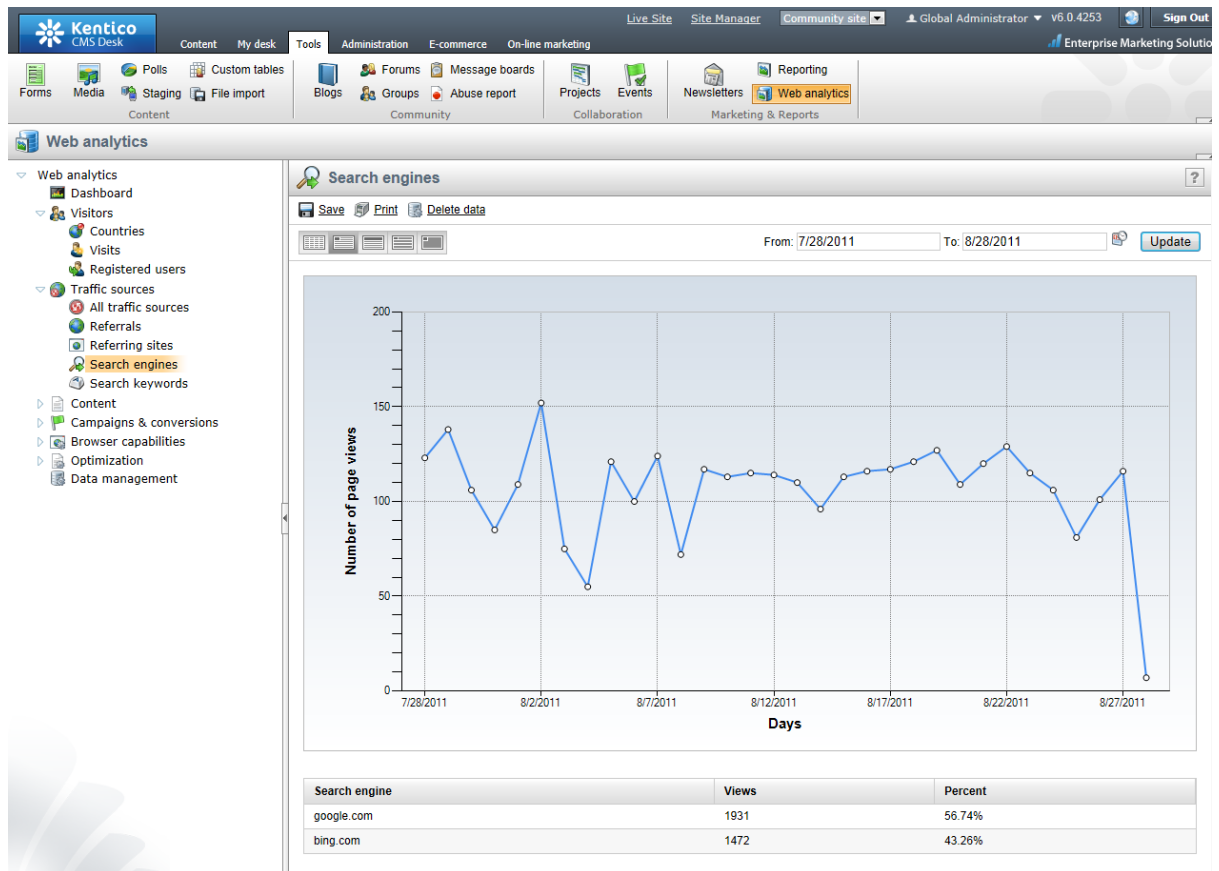 Kentico
CMS Desk
Live Site Site Manager Community site Global Administrator v6.0.4253 Sign Out
Content My desk Tools Administration E-commerce On-line marketing
Enterprise Marketing Solutio
Forms Media Polls Staging Custom tables File import
Content
Blogs Forums Groups Message boards Abuse report
Community
Projects Events
Collaboration
Newsletters Reporting Web analytics
Marketing & Reports
Web analytics
Web analytics
Dashboard
Visitors
Countries
Visits
Registered users
Traffic sources
All traffic sources
Referrals
Referring sites
Search engines
Search keywords
Content
Campaigns & conversions
Browser capabilities
Optimization
Data management
Search engines ?
Save Print Delete data
From: 7/28/2011 To: 8/28/2011 Update
Number of page views
200
150
100
50
0
7/28/2011 8/2/2011 8/7/2011 8/12/2011 8/17/2011 8/22/2011 8/27/2011
Days
Search engine Views Percent
google.com 1931 56.74%
bing.com 1472 43.26%